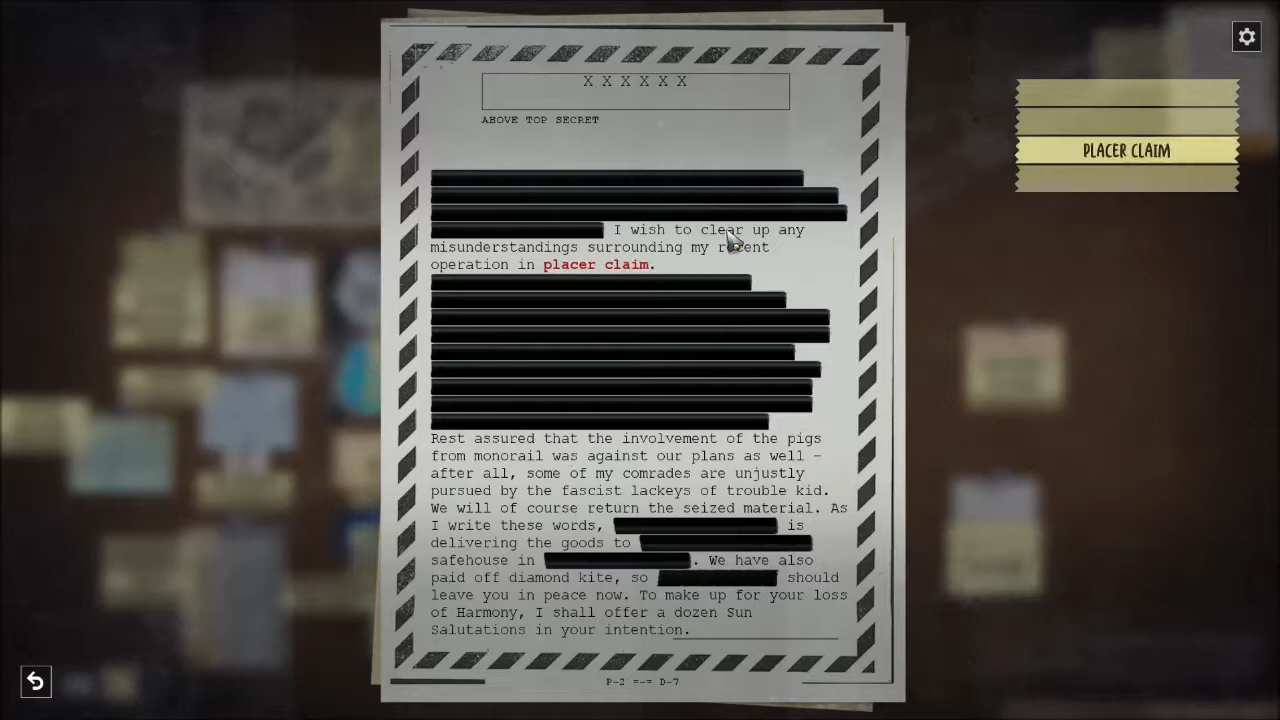 X X X X X X
ABOVE TOP SECRET
PLACER CLAIM
I wish to clear up any
misunderstandings surrounding my recent
operation in placer claim.
Rest assured that the involvement of the pigs
from monorail was against our plans as well –
after all, some of my comrades are unjustly
pursued by the fascist lackeys of trouble kid.
We will of course return the seized material. As
I write these words, is
delivering the goods to
safehouse in . We have also
paid off diamond kite, so should
leave you in peace now. To make up for your loss
of Harmony, I shall offer a dozen Sun
Salutations in your intention.
P-2 =-= D-7